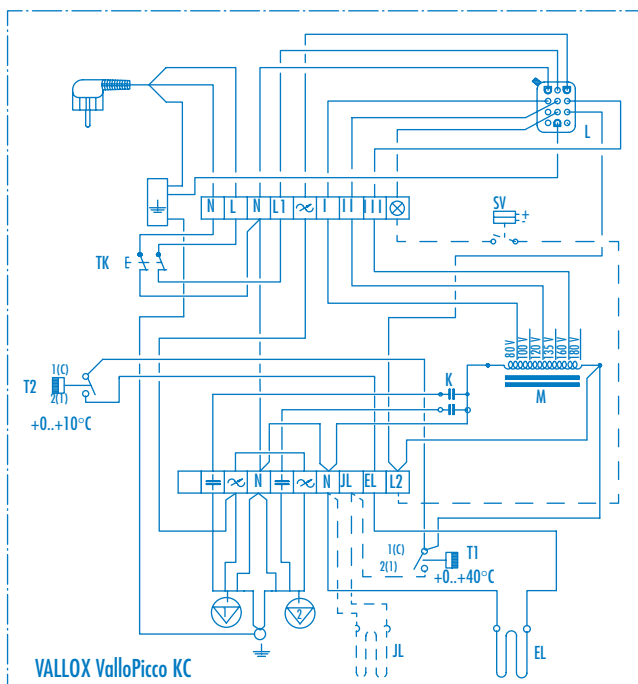 L
N L N L1 I II III
SV
+
-
TK E
80 V 100 V 120 V 135 V 160 V 180 V
1(C)
T2
2(1)
+0..+10°C
K
M
N N JL EL L2
1(C)
T1
2(1)
+0..+40°C
1 2
JL
EL
VALLOX ValloPicco KC